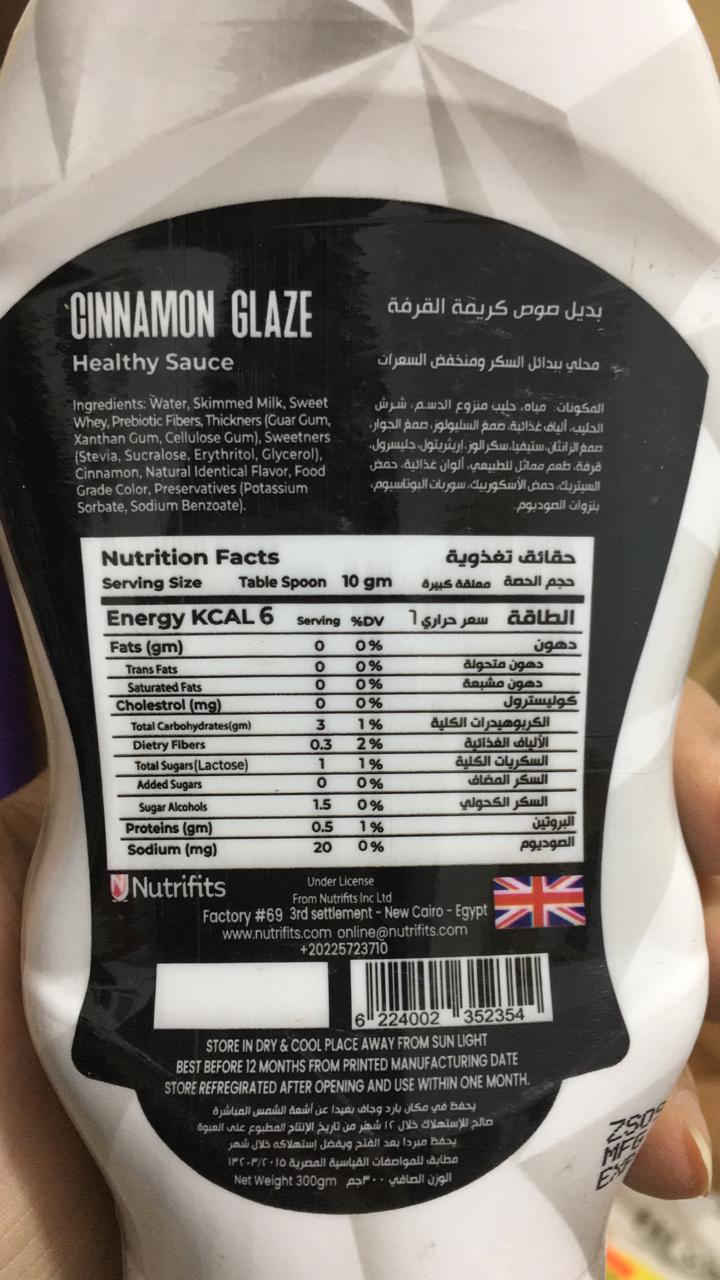 CINNAMON GLAZE
Healthy Sauce
Ingredients: Water, Skimmed Milk, Sweet
Whey, Prebiotic Fibers, Thickners (Guar Gum,
Xanthan Gum, Cellulose Gum), Sweetners
(Stevia, Sucralose, Erythritol, Glycerol),
Cinnamon, Natural Identical Flavor, Food
Grade Color, Preservatives (Potassium
Sorbate, Sodium Benzoate).
بديل صوص كريمة القرفة
محلي ببدائل السكر ومنخفض السعرات
المكونات: مياه، حليب منزوع الدسم، شرش
الحليب، ألياف غذائية، صمغ السليولوز، صمغ الجوار،
صمغ الزانثان، ستيفيا، سكرالوز، إريثريتول، جليسرول،
قرفة، طعم مماثل للطبيعي، ألوان غذائية، حمض
السيتريك، حمض الأسكوربيك، سوربات البوتاسيوم،
بنزوات الصوديوم.
Nutrition Facts حقائق تغذوية
Serving Size Table Spoon 10 gm حجم الحصة معلقة كبيرة
Energy KCAL 6 Serving %DV الطاقة سعر حراري ٦
Fats (gm) 0 0% دهون
Trans Fats 0 0% دهون متحولة
Saturated Fats 0 0% دهون مشبعة
Cholestrol (mg) 0 0% كوليسترول
Total Carbohydrates(gm) 3 1% الكربوهيدرات الكلية
Dietry Fibers 0.3 2% الألياف الغذائية
Total Sugars (Lactose) 1 1% السكريات الكلية
Added Sugars 0 0% السكر المضاف
Sugar Alcohols 1.5 0% السكر الكحولي
Proteins (gm) 0.5 1% البروتين
Sodium (mg) 20 0% الصوديوم
Nutrifits
Under License
From Nutrifits Inc Ltd
Factory #69 3rd settlement - New Cairo - Egypt
www.nutrifits.com online@nutrifits.com
+20225723710
6 224002 352354
STORE IN DRY & COOL PLACE AWAY FROM SUN LIGHT
BEST BEFORE 12 MONTHS FROM PRINTED MANUFACTURING DATE
STORE REFREGIRATED AFTER OPENING AND USE WITHIN ONE MONTH.
يحفظ في مكان بارد وجاف بعيدا عن أشعة الشمس المباشرة
صالح للإستهلاك خلال ١٢ شهر من تاريخ الإنتاج المطبوع على العبوة
يحفظ مبردا بعد الفتح ويفضل إستهلاكه خلال شهر
مطابق للمواصفات القياسية المصرية ٢٠١٥/٣-١٣٢
Net Weight 300gm الوزن الصافي ٣٠٠جم
MFG